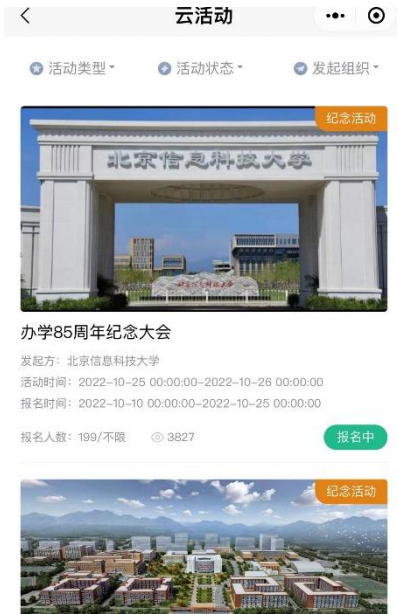 云活动
活动类型
活动状态
发起组织
纪念活动
北京信息科技大学
办学85周年纪念大会
发起方：北京信息科技大学
活动时间：2022-10-25 00:00:00-2022-10-26 00:00:00
报名时间：2022-10-10 00:00:00-2022-10-25 00:00:00
报名人数：199/不限 3827
报名中
纪念活动